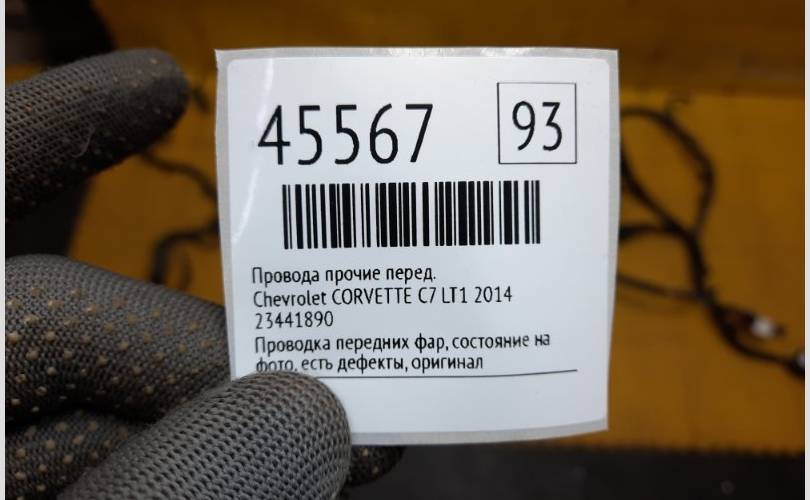 45567
93
Провода прочие перед.
Chevrolet CORVETTE C7 LT1 2014
23441890
Проводка передних фар, состояние на
фото, есть дефекты, оригинал